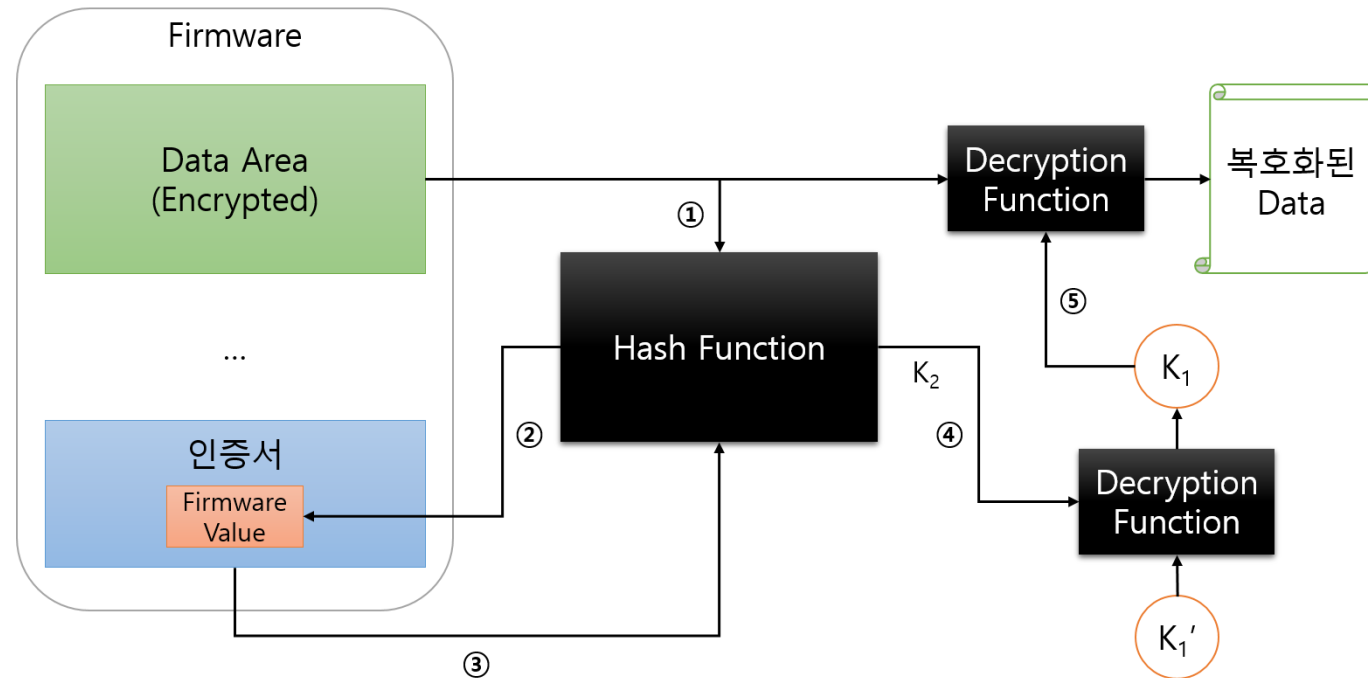 Firmware
Data Area
(Encrypted)
...
인증서
Firmware
Value
①
②
③
Hash Function
K₂
④
Decryption
Function
⑤
K₁
Decryption
Function
K₁'
복호화된
Data